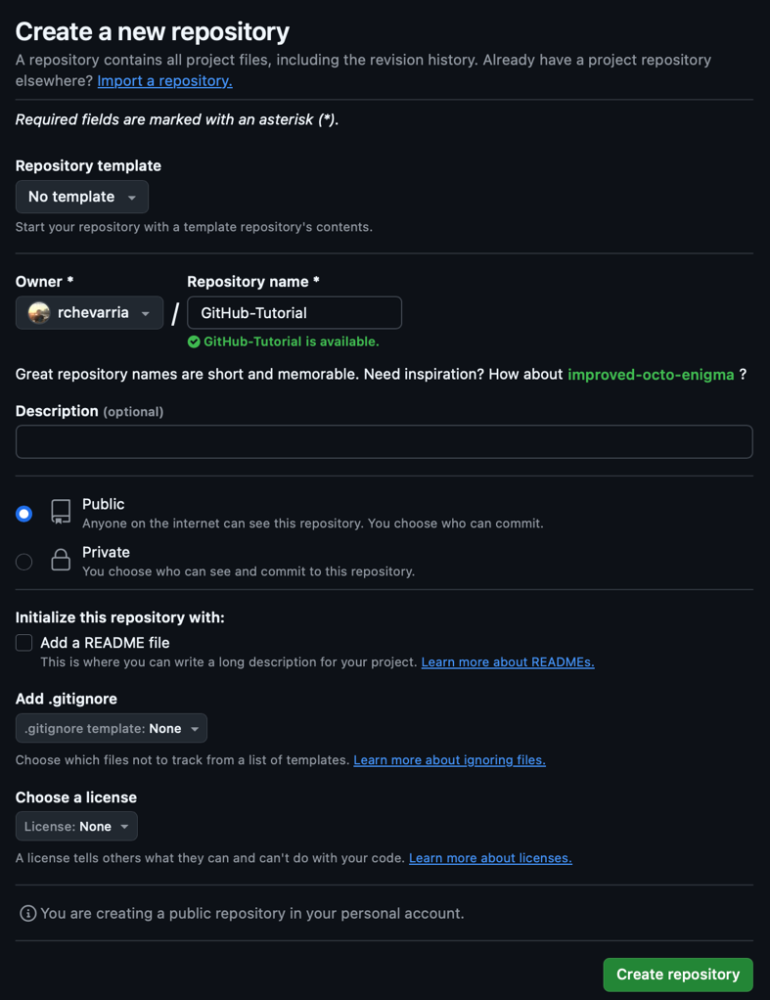 Create a new repository
A repository contains all project files, including the revision history. Already have a project repository
elsewhere? Import a repository.
Required fields are marked with an asterisk (*).
Repository template
No template
Start your repository with a template repository's contents.
Owner *
Repository name *
rchevarria
/
GitHub-Tutorial
GitHub-Tutorial is available.
Great repository names are short and memorable. Need inspiration? How about improved-octo-enigma ?
Description (optional)
Public
Anyone on the internet can see this repository. You choose who can commit.
Private
You choose who can see and commit to this repository.
Initialize this repository with:
Add a README file
This is where you can write a long description for your project. Learn more about READMEs.
Add .gitignore
.gitignore template: None
Choose which files not to track from a list of templates. Learn more about ignoring files.
Choose a license
License: None
A license tells others what they can and can't do with your code. Learn more about licenses.
You are creating a public repository in your personal account.
Create repository